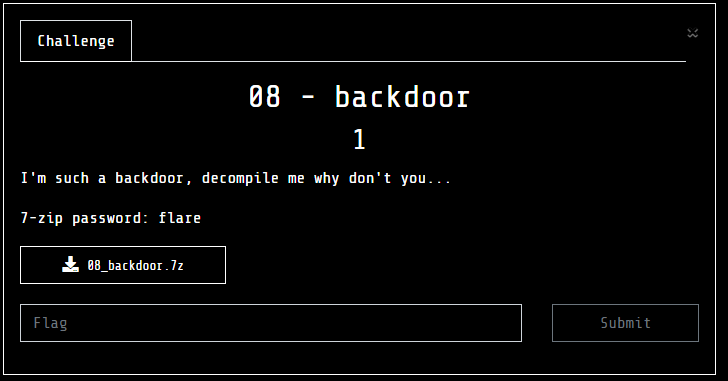 Challenge
08 - backdoor
1
I'm such a backdoor, decompile me why don't you...
7-zip password: flare
08_backdoor.7z
Flag
Submit